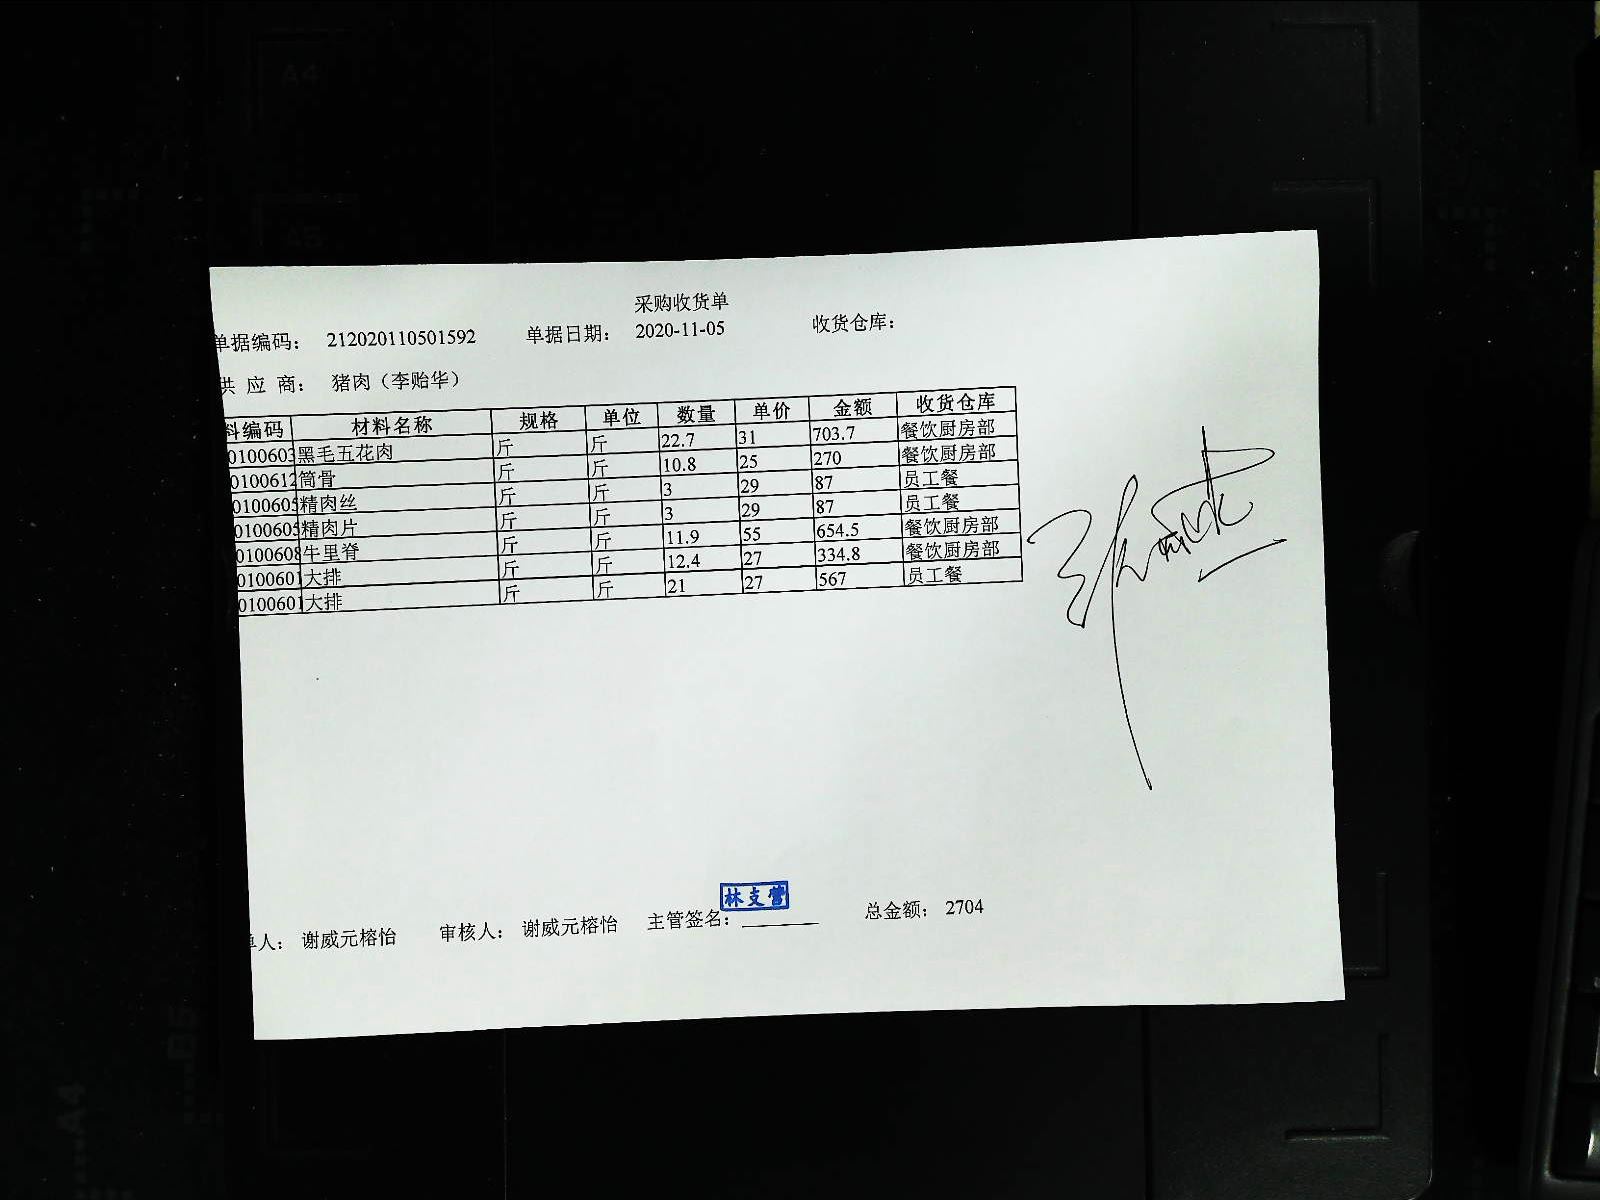 采购收货单
单据编码： 212020110501592 单据日期： 2020-11-05 收货仓库：
供 应 商： 猪肉（李贻华）
料编码 材料名称 规格 单位 数量 单价 金额 收货仓库
0100603 黑毛五花肉 斤 斤 22.7 31 703.7 餐饮厨房部
0100612 筒骨 斤 斤 10.8 25 270 餐饮厨房部
0100605 精肉丝 斤 斤 3 29 87 员工餐
0100605 精肉片 斤 斤 3 29 87 员工餐
0100608 牛里脊 斤 斤 11.9 55 654.5 餐饮厨房部
0100601 大排 斤 斤 12.4 27 334.8 餐饮厨房部
0100601 大排 斤 斤 21 27 567 员工餐
林支管
单人： 谢威元榕怡 审核人： 谢威元榕怡 主管签名： 总金额： 2704
A4
A5
B5
A4